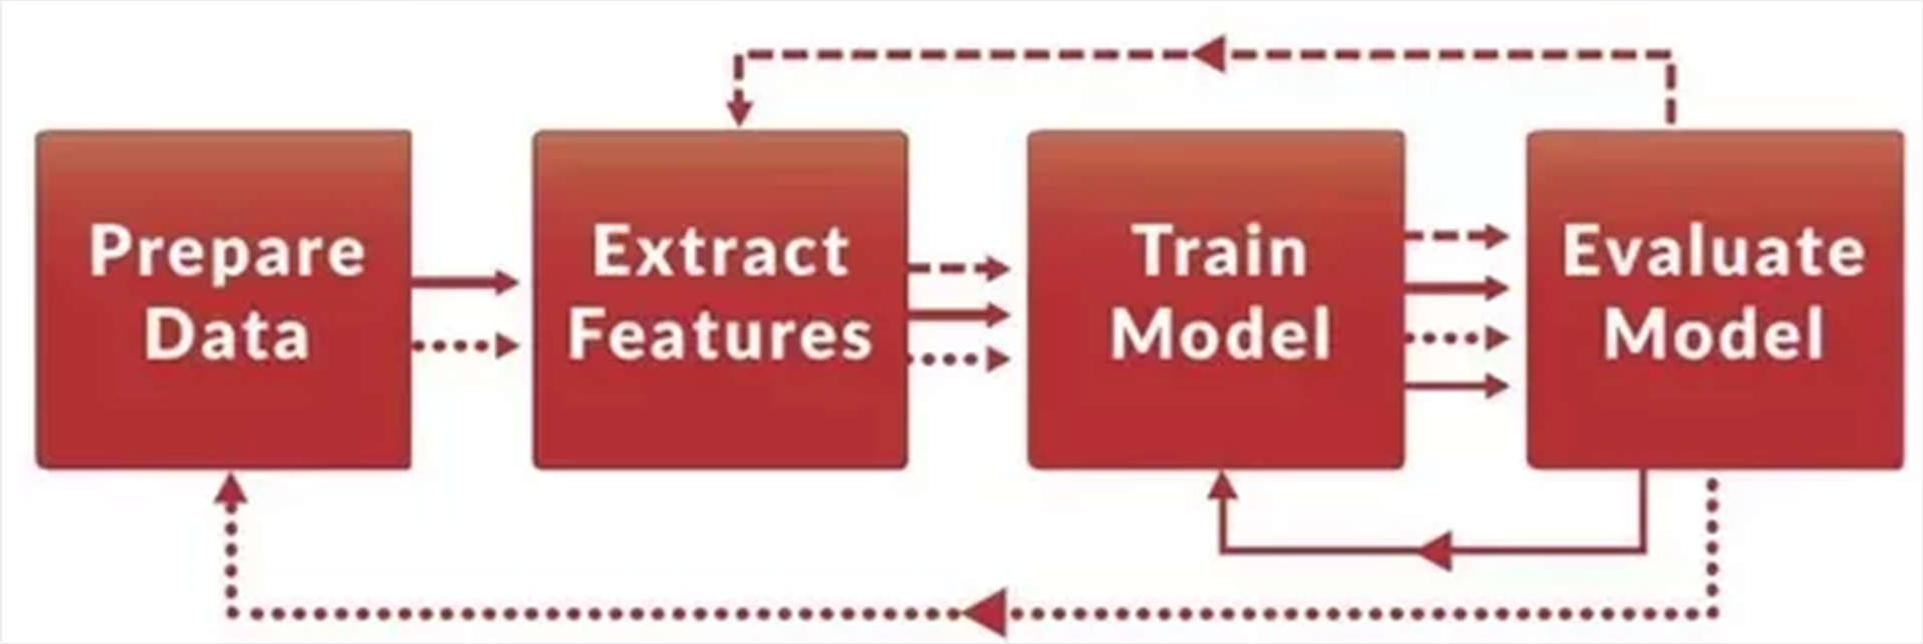 Prepare
Data
Extract
Features
Train
Model
Evaluate
Model